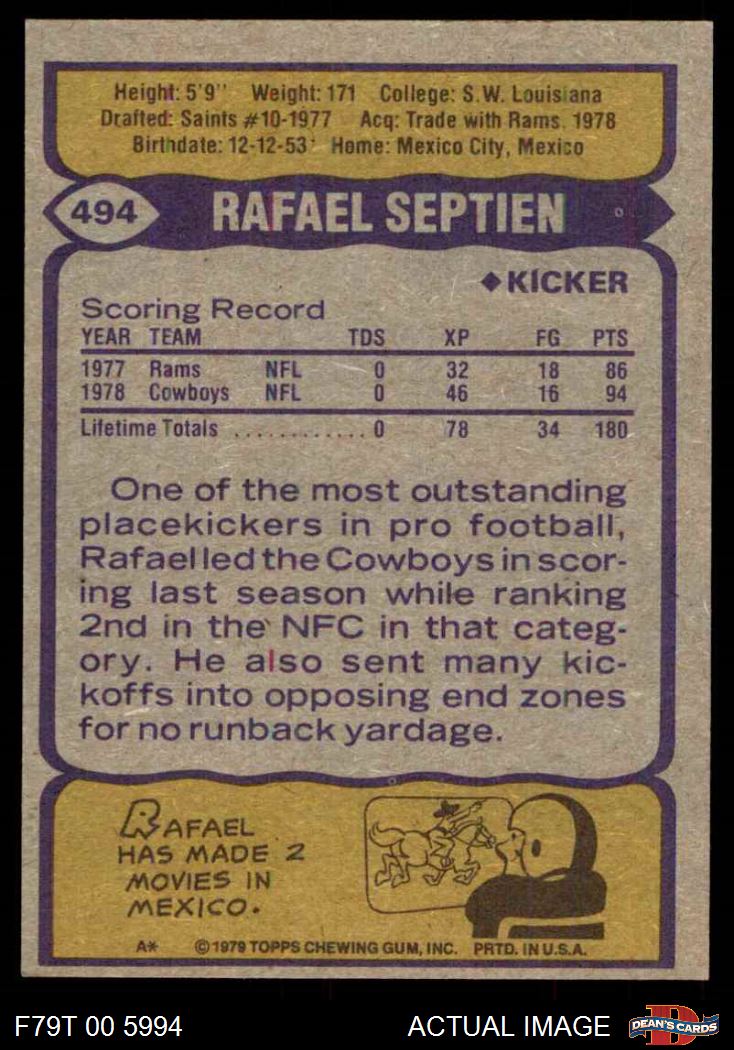 Height: 5'9'' Weight: 171 College: S.W. Louisiana
Drafted: Saints #10-1977 Acq: Trade with Rams, 1978
Birthdate: 12-12-53 Home: Mexico City, Mexico
494 RAFAEL SEPTIEN
◆KICKER
Scoring Record
YEAR TEAM TDS XP FG PTS
1977 Rams NFL 0 32 18 86
1978 Cowboys NFL 0 46 16 94
Lifetime Totals ............ 0 78 34 180
One of the most outstanding
placekickers in pro football,
Rafael led the Cowboys in scor-
ing last season while ranking
2nd in the NFC in that categ-
ory. He also sent many kic-
koffs into opposing end zones
for no runback yardage.
RAFAEL
HAS MADE 2
MOVIES IN
MEXICO.
A* ©1979 TOPPS CHEWING GUM, INC. PRTD. IN U.S.A.
F79T 00 5994 ACTUAL IMAGE D DEAN'S CARDS